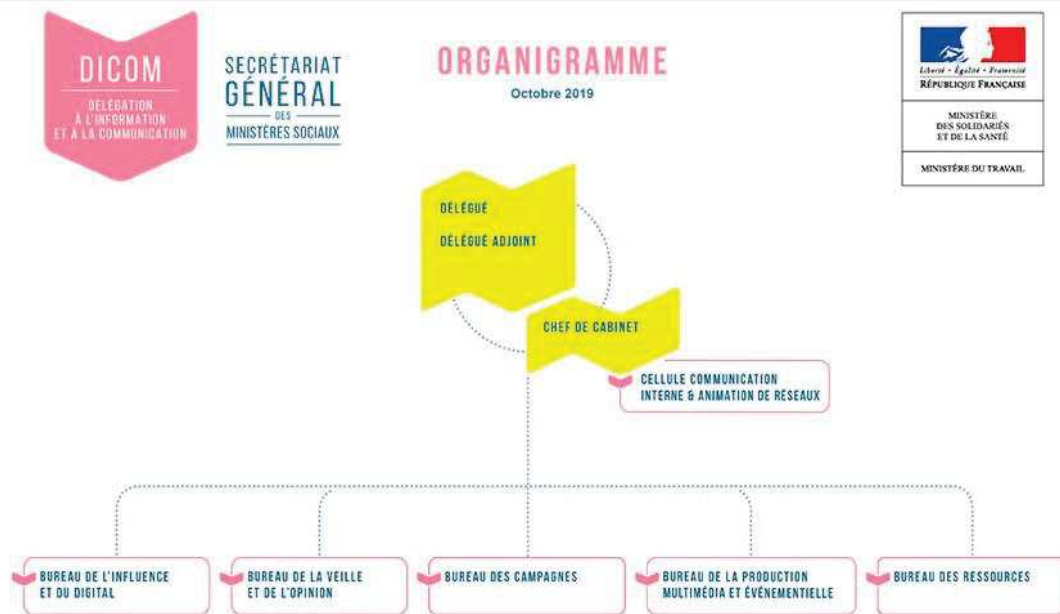 DICOM
DÉLÉGATION
À L'INFORMATION
ET À LA COMMUNICATION
SECRÉTARIAT
GÉNÉRAL
DES
MINISTÈRES SOCIAUX
ORGANIGRAMME
Octobre 2019
Liberté • Égalité • Fraternité
RÉPUBLIQUE FRANÇAISE
MINISTÈRE
DES SOLIDARIÉS
ET DE LA SANTÉ
MINISTÈRE DU TRAVAIL
DÉLÉGUÉ
DÉLÉGUÉ ADJOINT
CHEF DE CABINET
CELLULE COMMUNICATION
INTERNE & ANIMATION DE RÉSEAUX
BUREAU DE L'INFLUENCE
ET DU DIGITAL
BUREAU DE LA VEILLE
ET DE L'OPINION
BUREAU DES CAMPAGNES
BUREAU DE LA PRODUCTION
MULTIMÉDIA ET ÉVÉNEMENTIELLE
BUREAU DES RESSOURCES